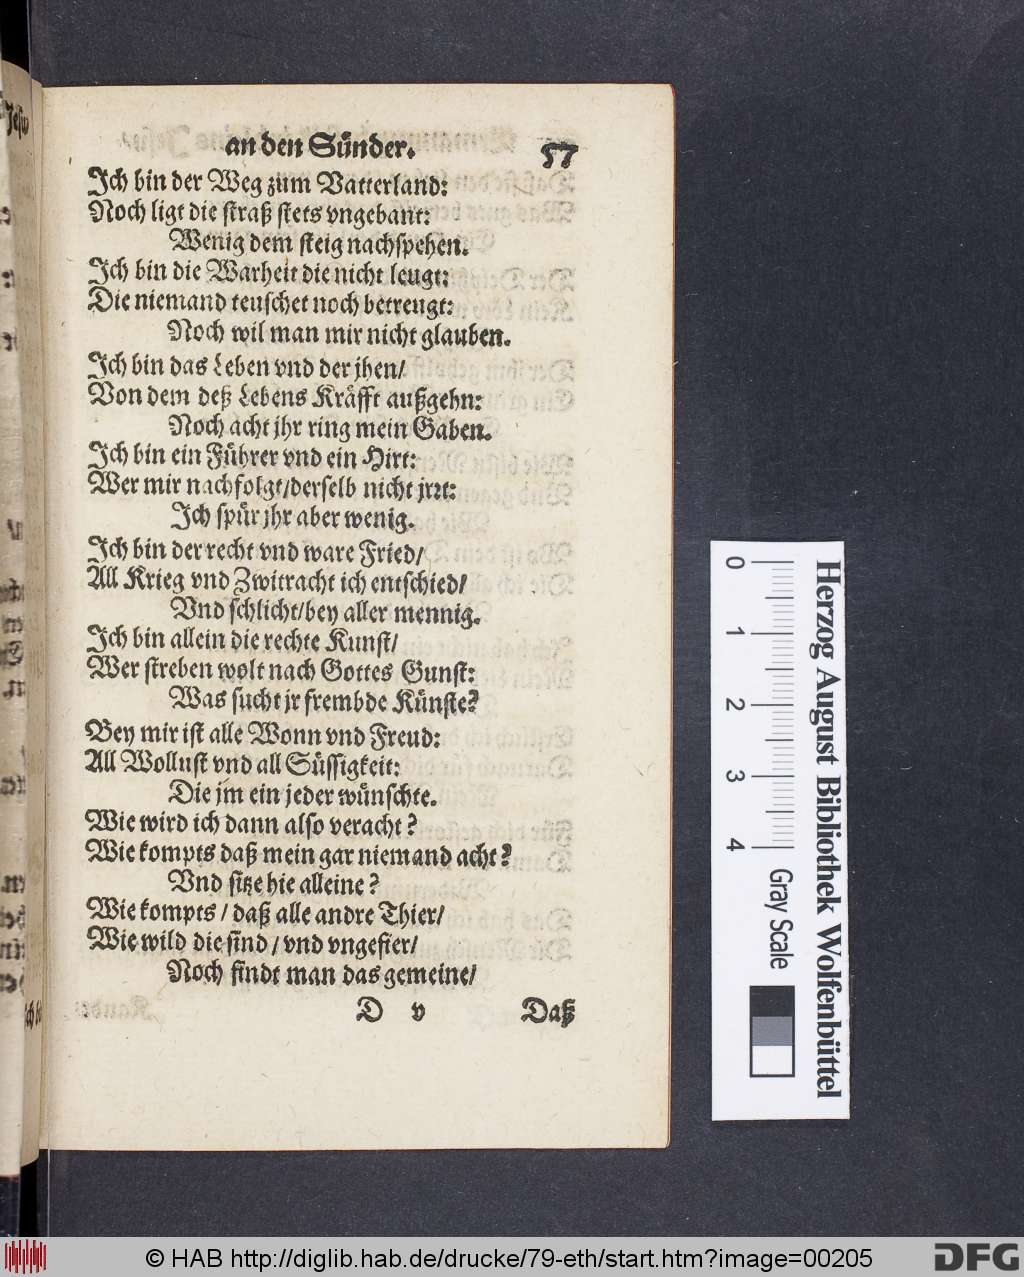 an den Sünder. 57
Ich bin der Weg zum Vatterland:
Noch ligt die straß stets vngebant:
Wenig dem steig nachspehen.
Ich bin die Warheit die nicht leugt:
Die niemand teuschet noch betreugt:
Noch wil man mir nicht glauben.
Ich bin das Leben vnd der jhen/
Von dem deß Lebens Kräfft außgehn:
Noch acht jhr ring mein Gaben.
Ich bin ein Führer vnd ein Hirt:
Wer mir nachfolgt/derselb nicht jrrt:
Ich spür jhr aber wenig.
Ich bin der recht vnd ware Fried/
All Krieg vnd Zwitracht ich entschied/
Vnd schlicht/bey aller mennig.
Ich bin allein die rechte Kunst/
Wer streben wolt nach Gottes Gunst:
Was sucht jr frembde Künste?
Bey mir ist alle Wonn vnd Freud:
All Wollust vnd all Süssigkeit:
Die jm ein jeder wünschte.
Wie wird ich dann also veracht?
Wie kompts daß mein gar niemand acht?
Vnd sitze hie alleine?
Wie kompts / daß alle andre Thier/
Wie wild die sind / vnd vngefier/
Noch findt man das gemeine/
D v Daß
Herzog August Bibliothek Wolfenbüttel
0 1 2 3 4 Gray Scale
© HAB http://diglib.hab.de/drucke/79-eth/start.htm?image=00205
DFG